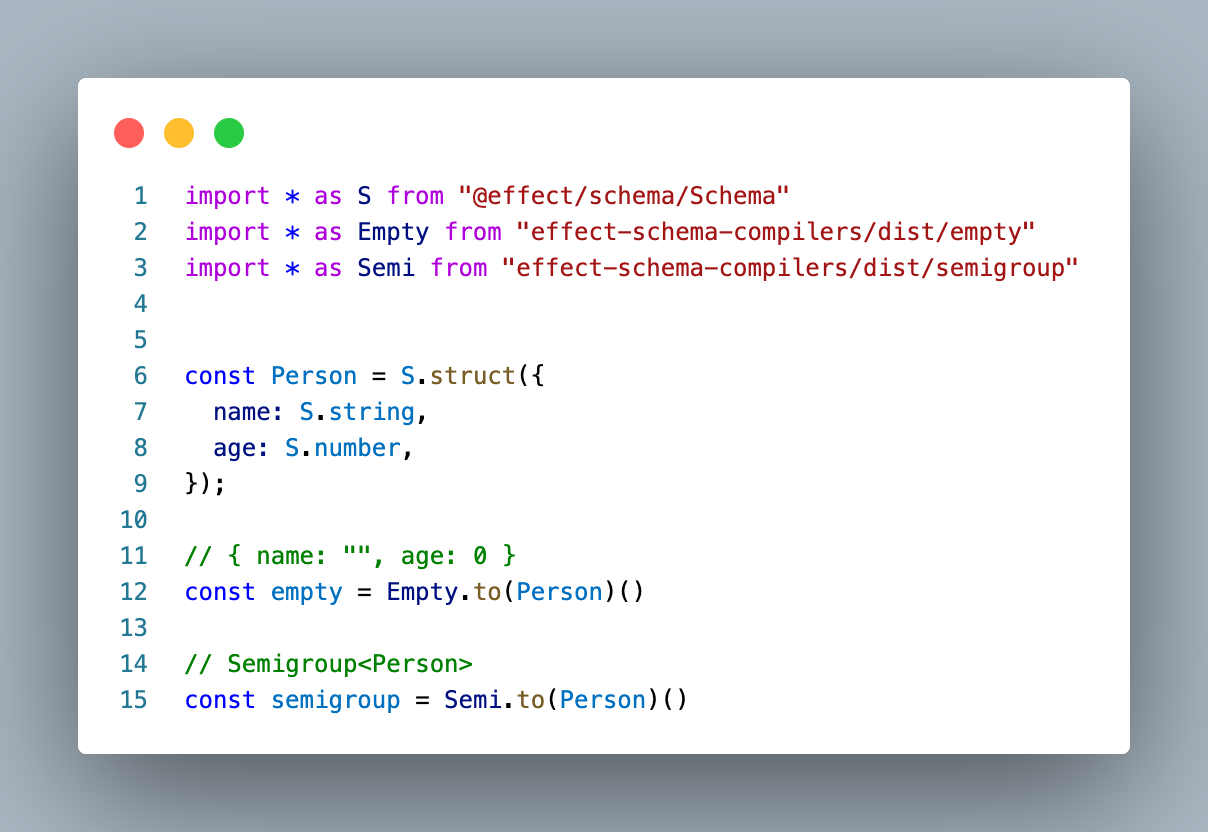 1 import * as S from "@effect/schema/Schema"
2 import * as Empty from "effect-schema-compilers/dist/empty"
3 import * as Semi from "effect-schema-compilers/dist/semigroup"
4
5
6 const Person = S.struct({
7   name: S.string,
8   age: S.number,
9 });
10
11 // { name: "", age: 0 }
12 const empty = Empty.to(Person)()
13
14 // Semigroup<Person>
15 const semigroup = Semi.to(Person)()